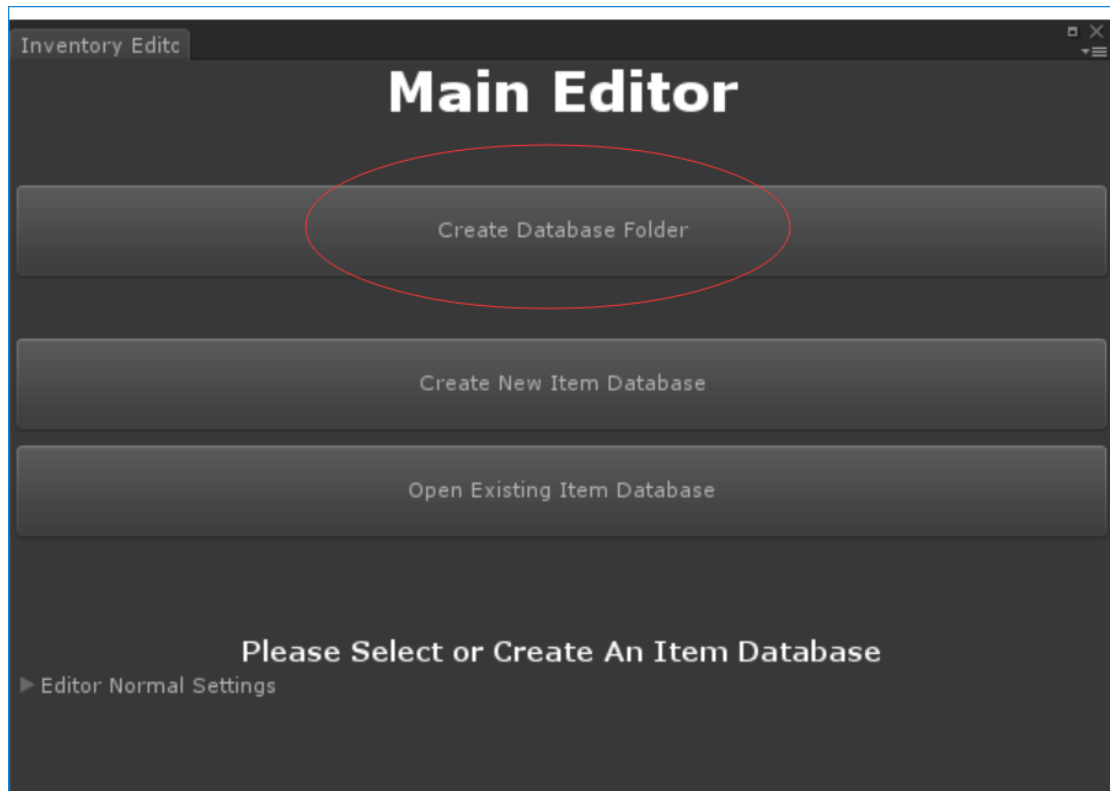 Inventory Editc
Main Editor
Create Database Folder
Create New Item Database
Open Existing Item Database
Please Select or Create An Item Database
Editor Normal Settings